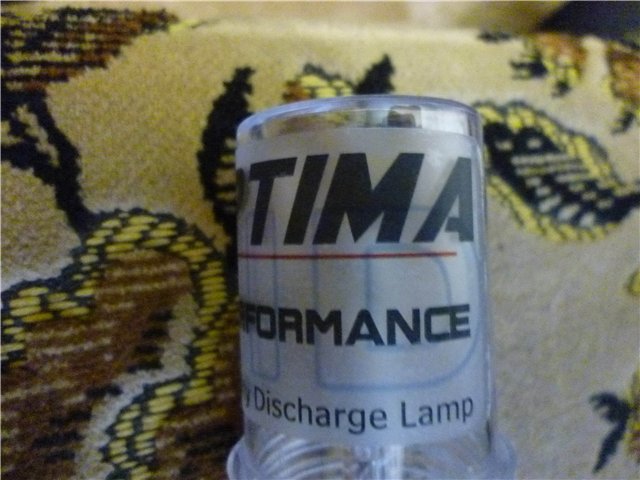 PTIMA
FORMANCE
y Discharge Lamp